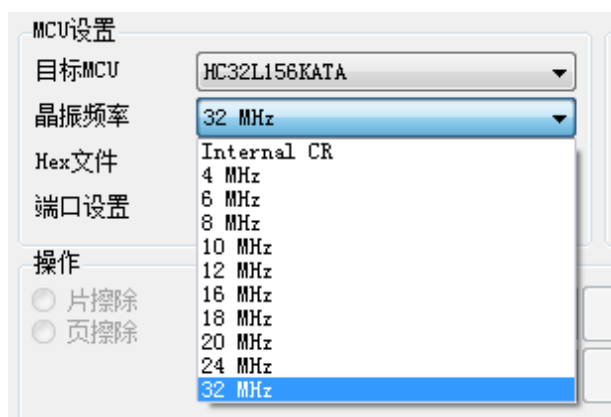 MCU设置
目标MCU
HC32L156KATA
晶振频率
32 MHz
Hex文件
端口设置
Internal CR
4 MHz
6 MHz
8 MHz
10 MHz
12 MHz
16 MHz
18 MHz
20 MHz
24 MHz
32 MHz
操作
片擦除
页擦除